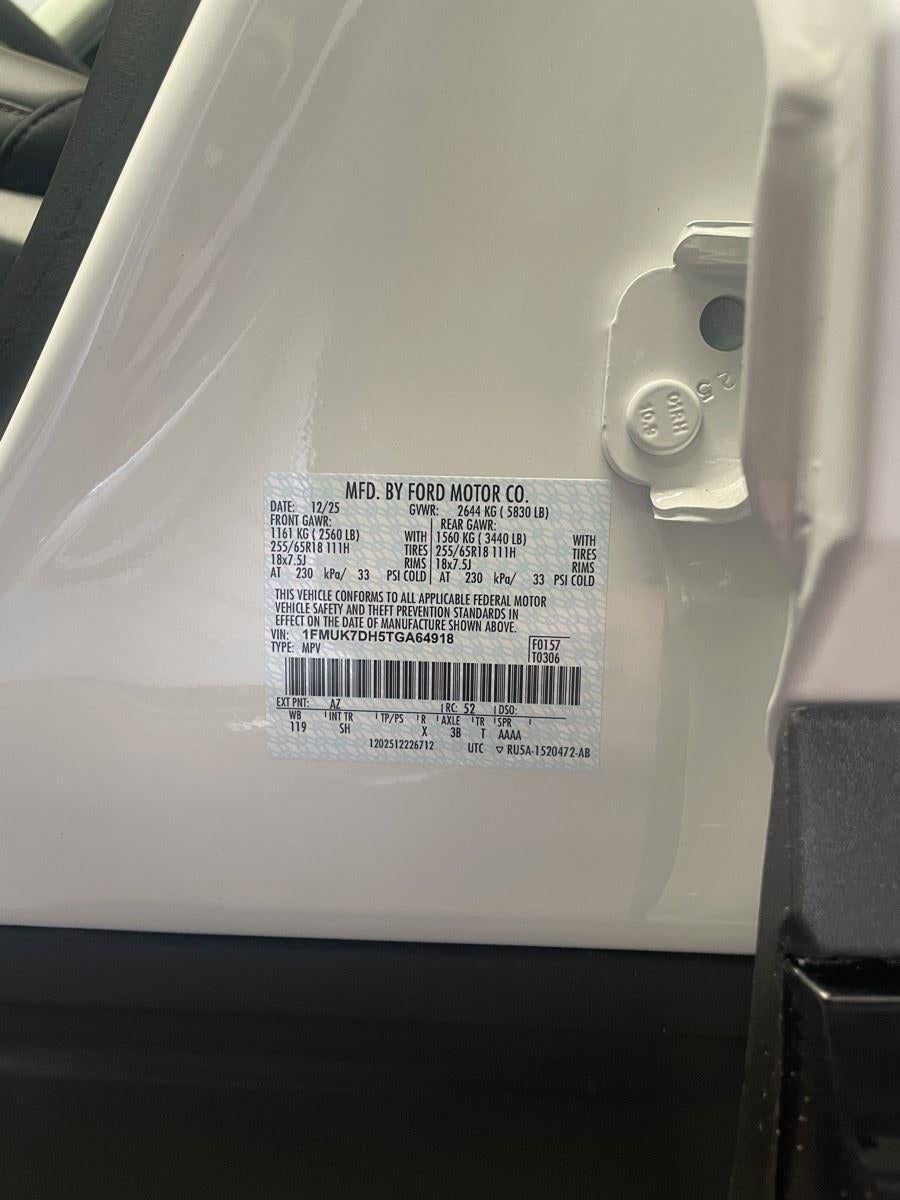 2 5
01RH
10.9
MFD. BY FORD MOTOR CO.
DATE: 12/25 GVWR: 2644 KG ( 5830 LB)
FRONT GAWR: REAR GAWR:
1161 KG ( 2560 LB) WITH 1560 KG ( 3440 LB) WITH
255/65R18 111H TIRES 255/65R18 111H TIRES
18x7.5J RIMS 18x7.5J RIMS
AT 230 kPa/ 33 PSI COLD AT 230 kPa/ 33 PSI COLD
THIS VEHICLE CONFORMS TO ALL APPLICABLE FEDERAL MOTOR
VEHICLE SAFETY AND THEFT PREVENTION STANDARDS IN
EFFECT ON THE DATE OF MANUFACTURE SHOWN ABOVE.
VIN: 1FMUK7DH5TGA64918 F0157
TYPE: MPV T0306
EXT PNT: AZ RC: 52 DSO:
WB INT TR TP/PS R AXLE TR SPR
119 SH X 3B T AAAA
1202512226712 UTC ▽ RU5A-1520472-AB